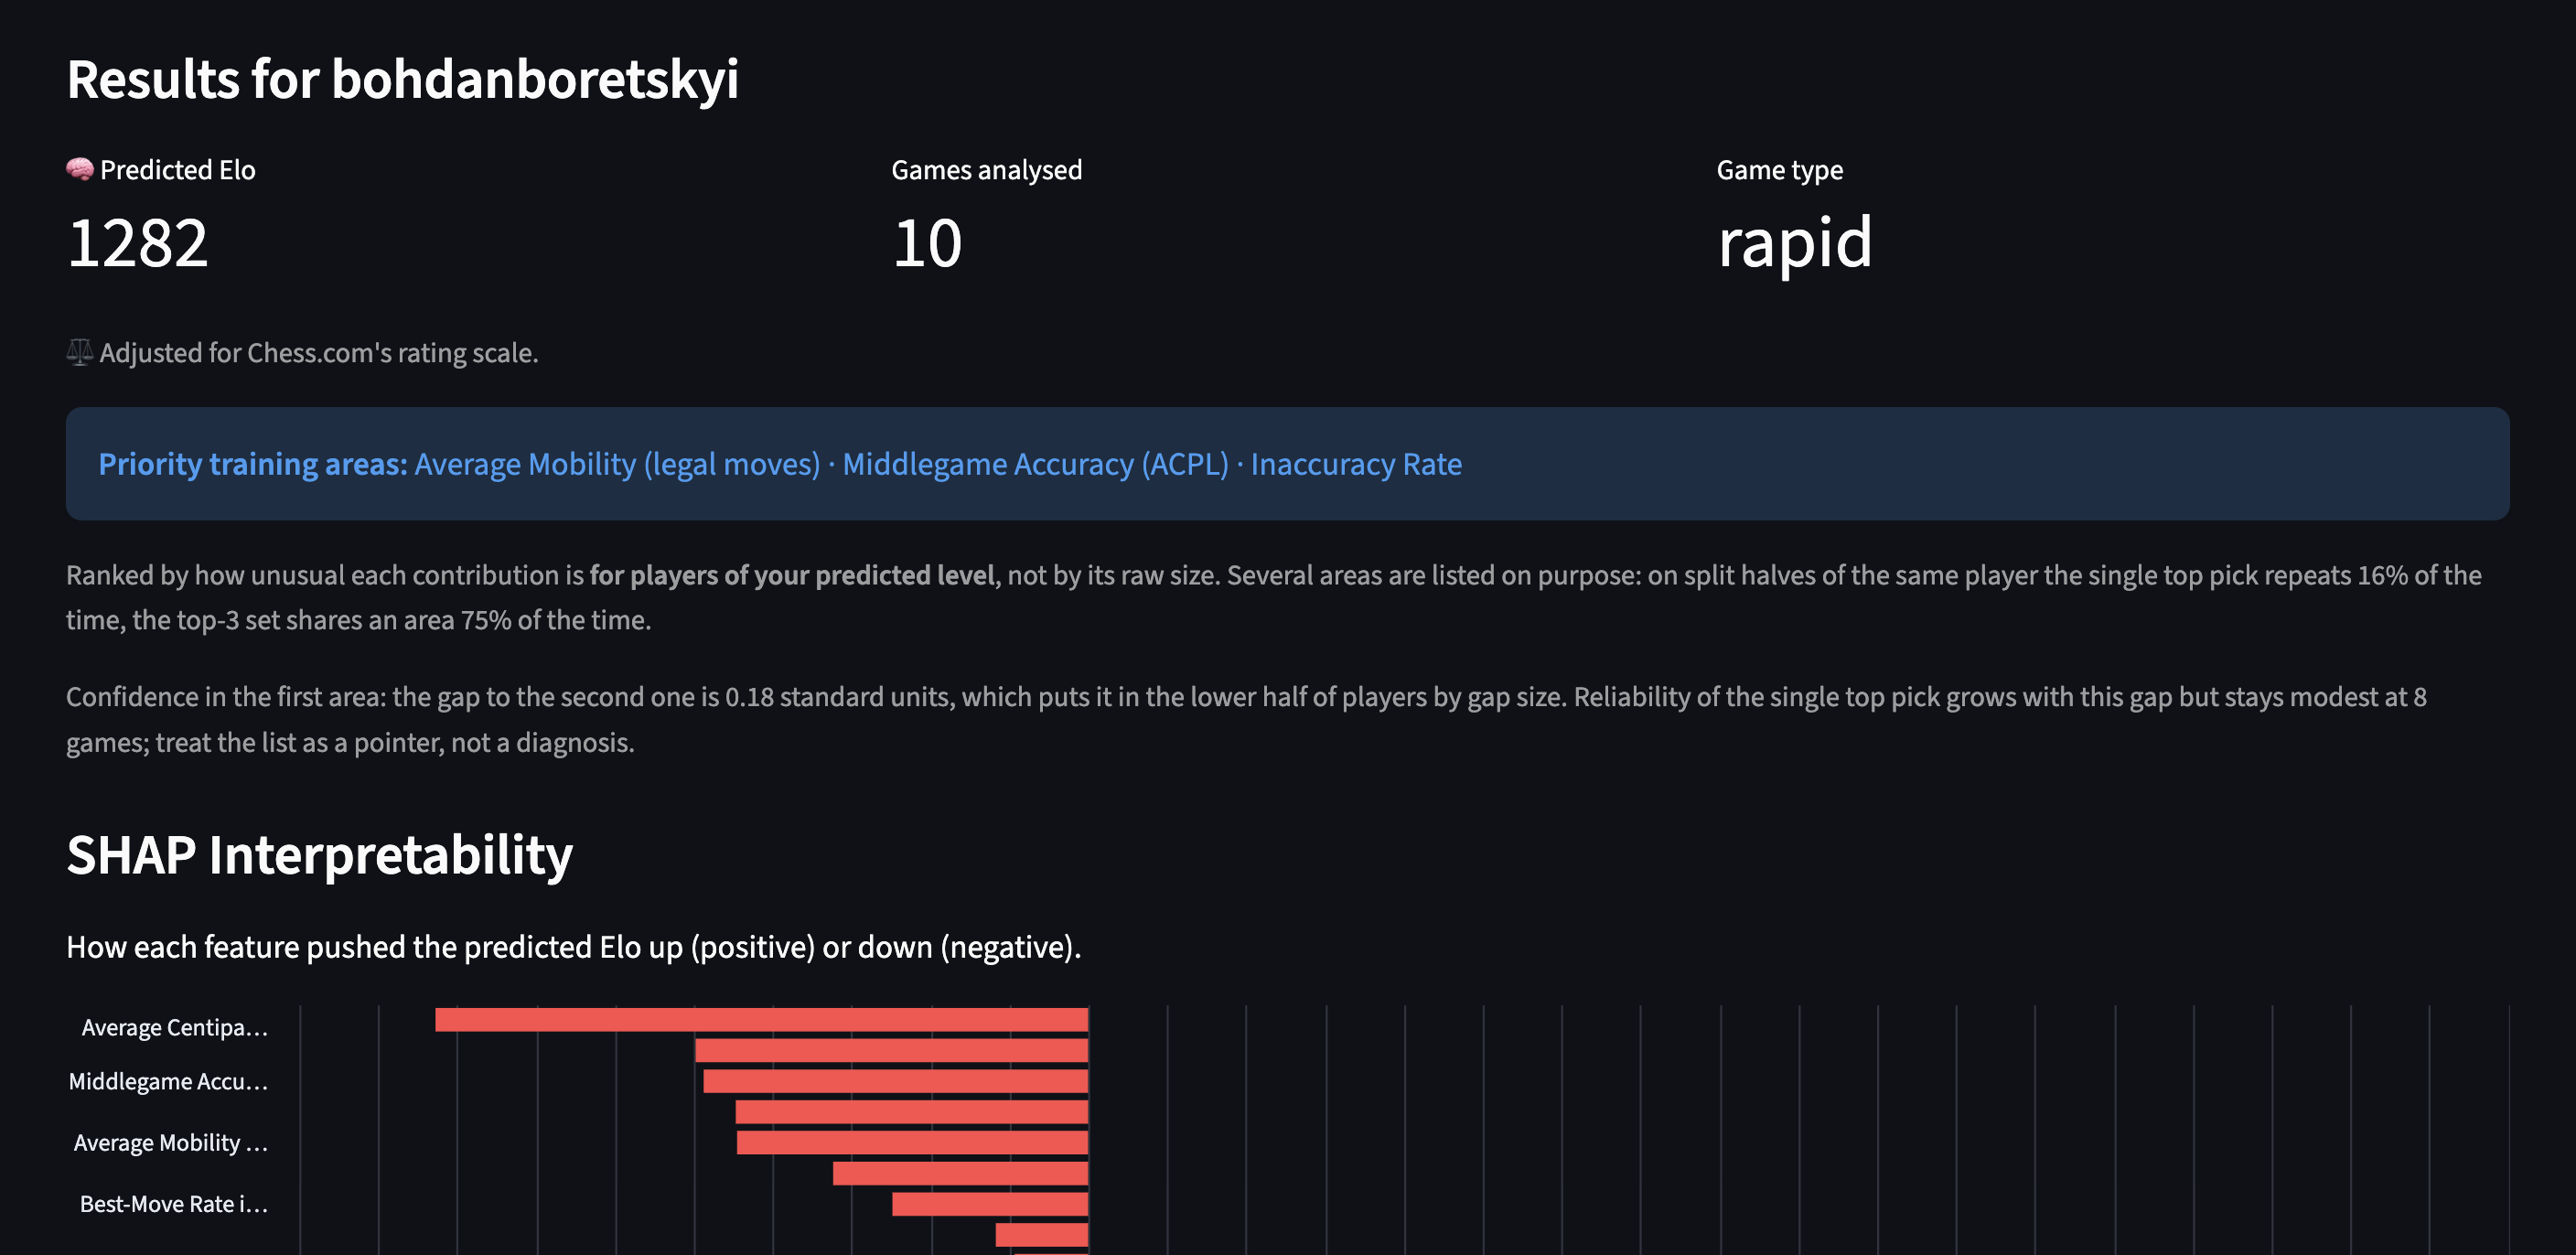 Results for bohdanboretskyi
🧠 Predicted Elo
Games analysed
Game type
1282
10
rapid
⚖️ Adjusted for Chess.com's rating scale.
Priority training areas: Average Mobility (legal moves) · Middlegame Accuracy (ACPL) · Inaccuracy Rate
Ranked by how unusual each contribution is for players of your predicted level, not by its raw size. Several areas are listed on purpose: on split halves of the same player the single top pick repeats 16% of the
time, the top-3 set shares an area 75% of the time.
Confidence in the first area: the gap to the second one is 0.18 standard units, which puts it in the lower half of players by gap size. Reliability of the single top pick grows with this gap but stays modest at 8
games; treat the list as a pointer, not a diagnosis.
SHAP Interpretability
How each feature pushed the predicted Elo up (positive) or down (negative).
Average Centipa…
Middlegame Accu…
Average Mobility …
Best-Move Rate i…